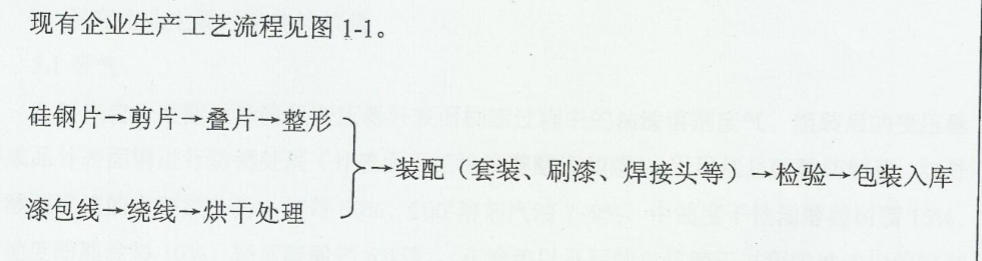 现有企业生产工艺流程见图 1-1。
硅钢片→剪片→叠片→整形
→装配（套装、刷漆、焊接头等）→检验→包装入库
漆包线→绕线→烘干处理